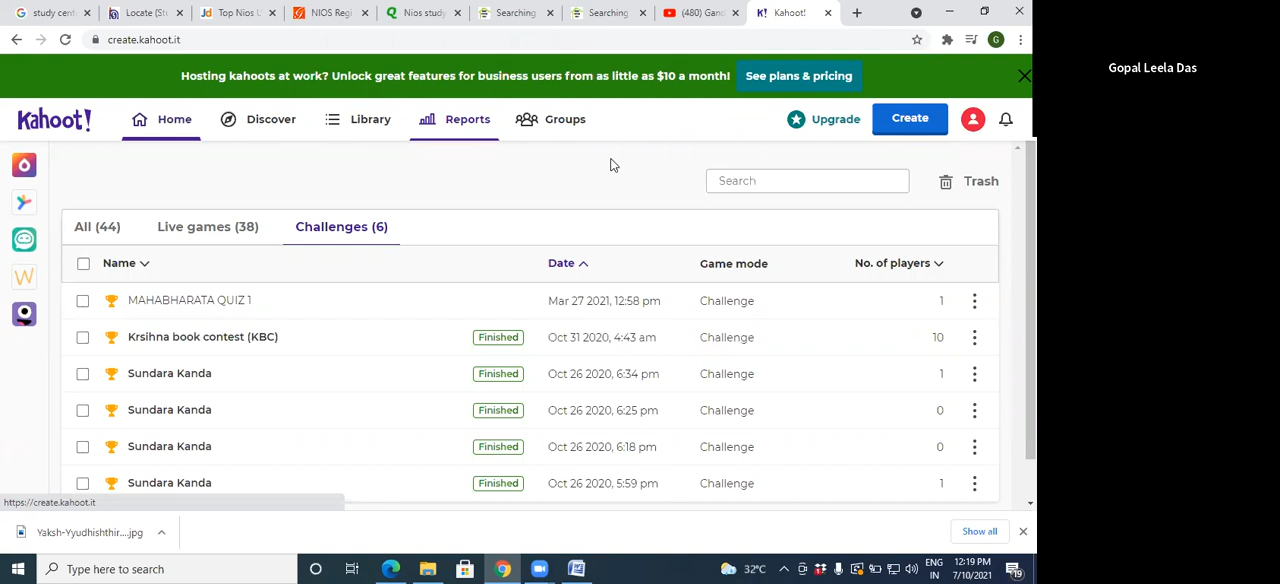 study cent
Locate (St
Top Nios U
NIOS Regi
Nios study
Searching
Searching
(480) Gand
Kahoot!
create.kahoot.it
Hosting kahoots at work? Unlock great features for business users from as little as $10 a month! See plans & pricing
Gopal Leela Das
Kahoot! Home Discover Library Reports Groups Upgrade Create
Search Trash
All (44) Live games (38) Challenges (6)
Name Date Game mode No. of players
MAHABHARATA QUIZ 1 Mar 27 2021, 12:58 pm Challenge 1
Krsihna book contest (KBC) Finished Oct 31 2020, 4:43 am Challenge 10
Sundara Kanda Finished Oct 26 2020, 6:34 pm Challenge 1
Sundara Kanda Finished Oct 26 2020, 6:25 pm Challenge 0
Sundara Kanda Finished Oct 26 2020, 6:18 pm Challenge 0
Sundara Kanda Finished Oct 26 2020, 5:59 pm Challenge 1
https://create.kahoot.it
Yaksh-Yyudhishthir....jpg Show all
Type here to search 32°C ENG IN 12:19 PM 7/10/2021 19